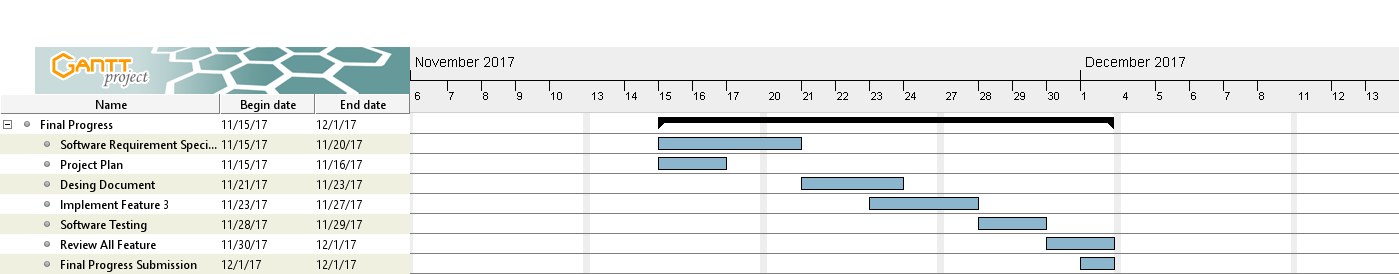 GANTT
project
November 2017
December 2017
6 7 8 9 10 13 14 15 16 17 20 21 22 23 24 27 28 29 30 1 4 5 6 7 8 11 12 13
Name Begin date End date
Final Progress 11/15/17 12/1/17
Software Requirement Speci... 11/15/17 11/20/17
Project Plan 11/15/17 11/16/17
Desing Document 11/21/17 11/23/17
Implement Feature 3 11/23/17 11/27/17
Software Testing 11/28/17 11/29/17
Review All Feature 11/30/17 12/1/17
Final Progress Submission 12/1/17 12/1/17